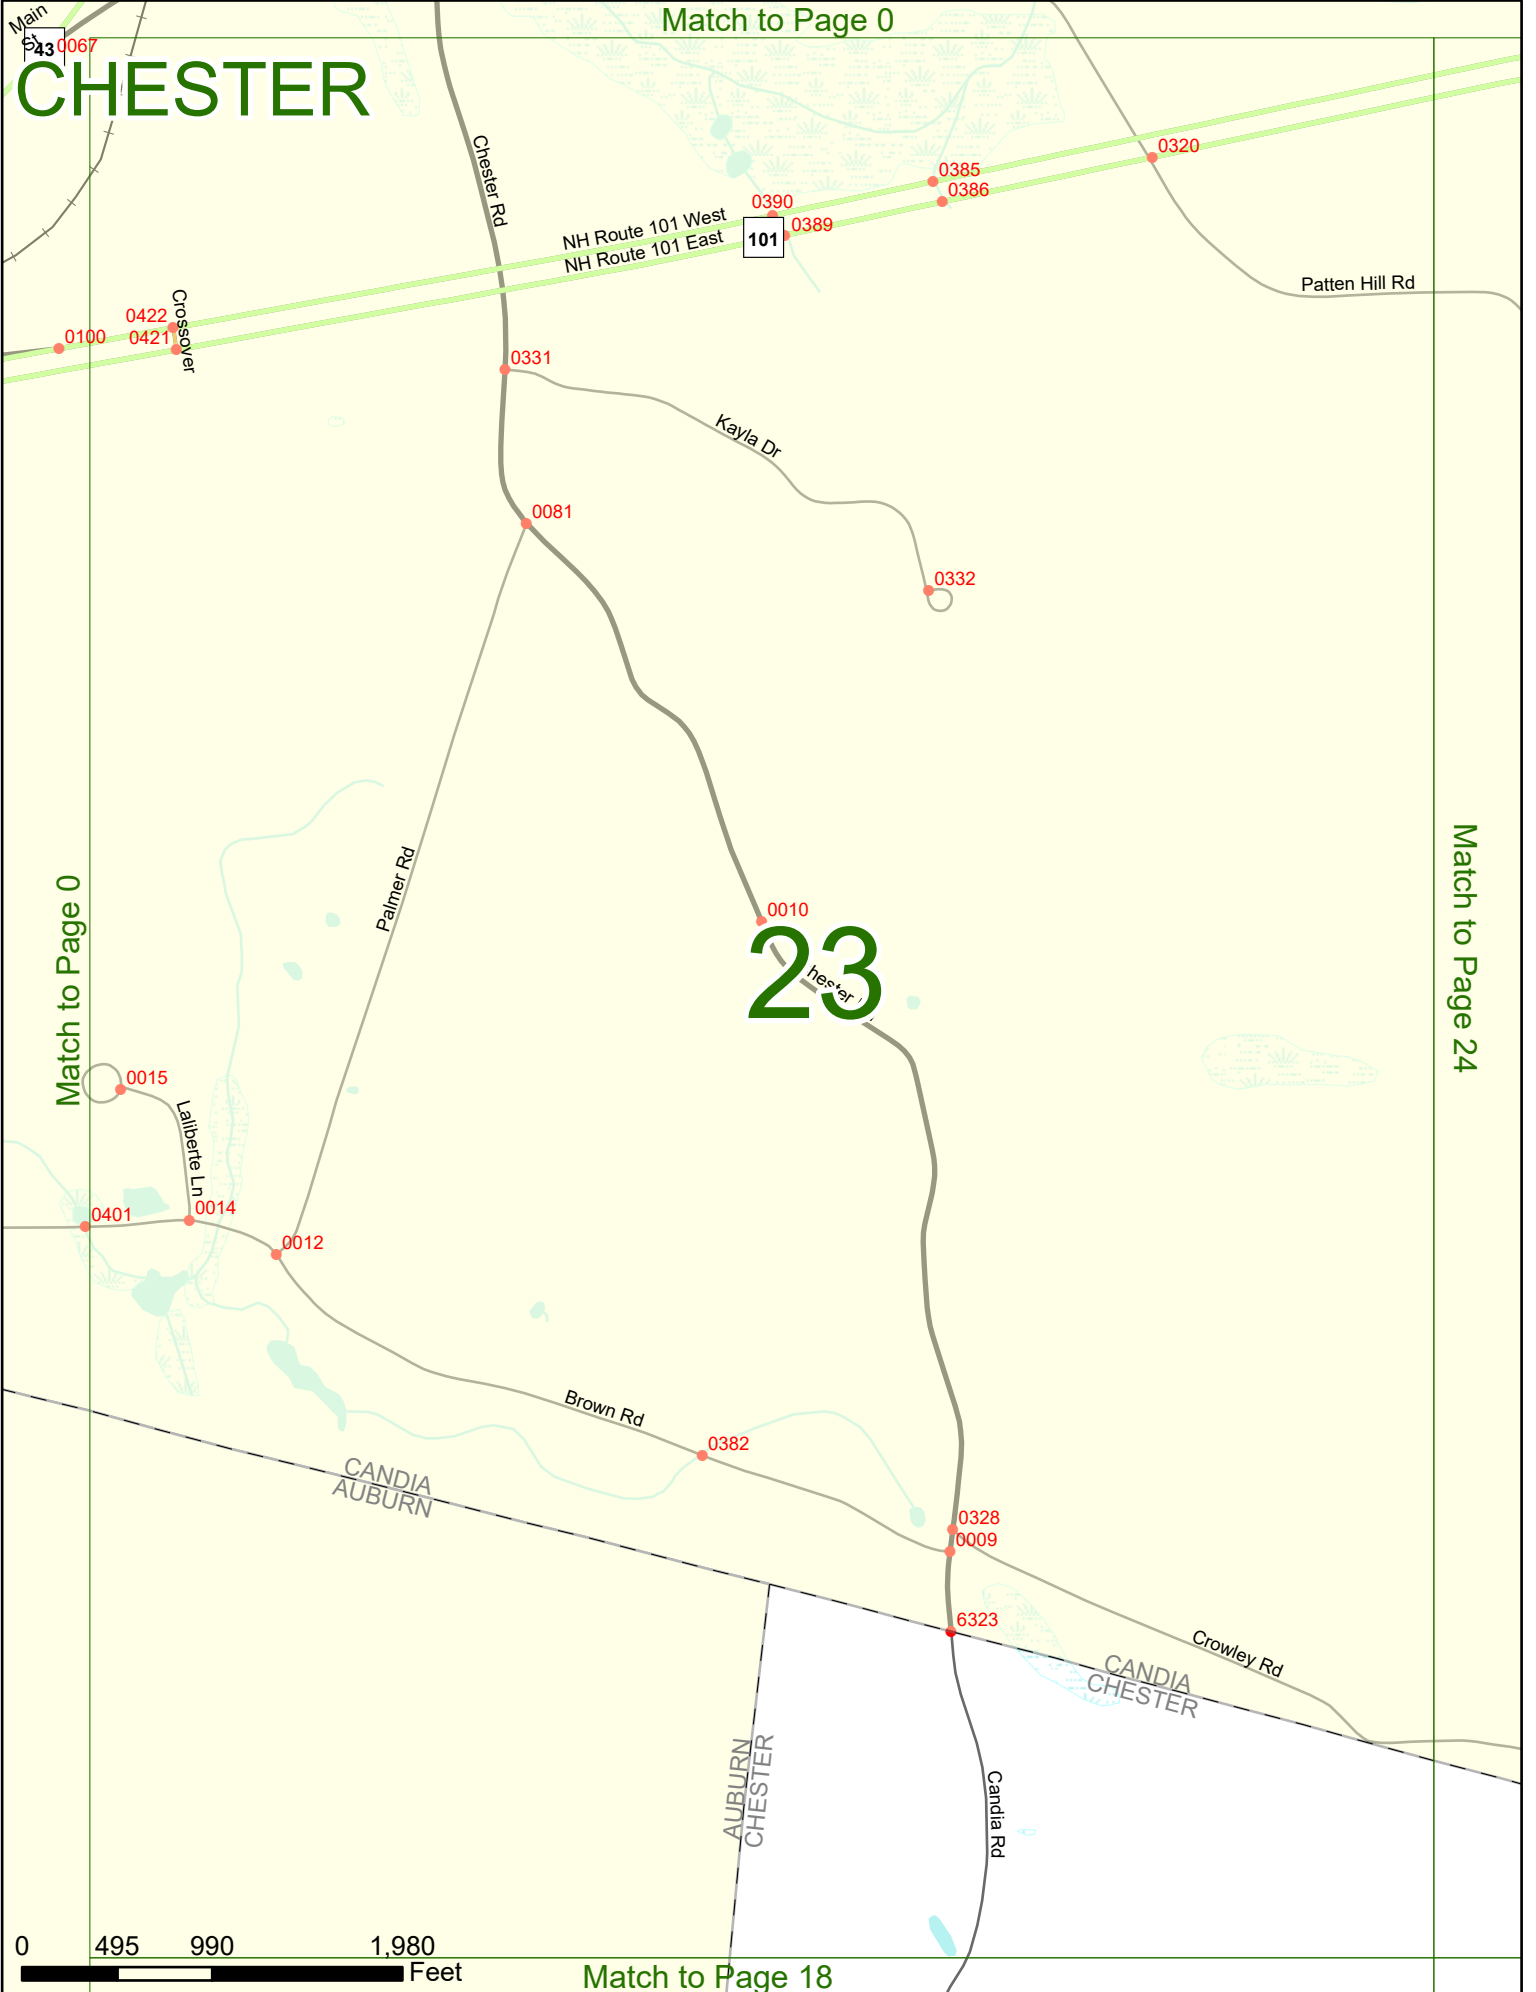 Match to Page 0
Main
St
43
0067
CHESTER
Chester Rd
0320
0385
0386
0390
0389
NH Route 101 West
NH Route 101 East
101
Patten Hill Rd
Crossover
0422
0421
0100
0331
Kayla Dr
0081
0332
Palmer Rd
Match to Page 0
Match to Page 24
0010
23
hester
0015
Laliberte Ln
0401
0014
0012
Brown Rd
0382
CANDIA
AUBURN
0328
0009
6323
Crowley Rd
CANDIA
CHESTER
AUBURN
CHESTER
Candia Rd
0 495 990 1,980
Feet
Match to Page 18